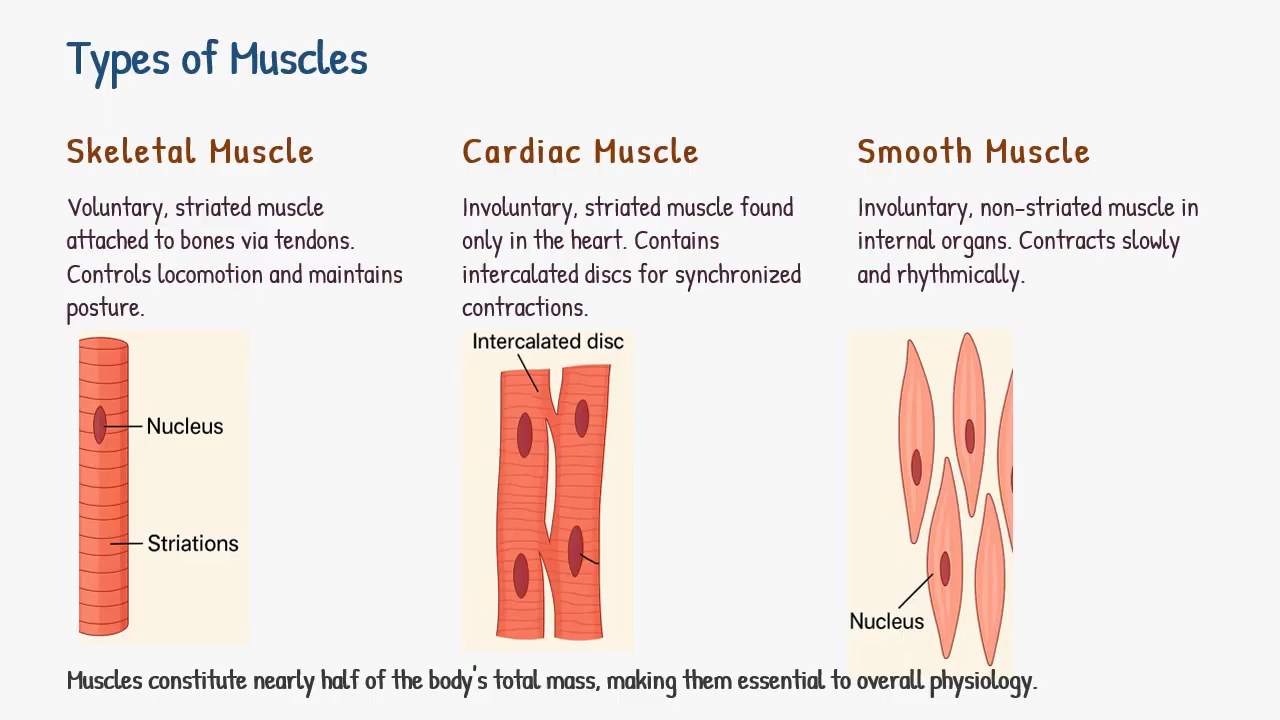 Types of Muscles
Skeletal Muscle
Voluntary, striated muscle
attached to bones via tendons.
Controls locomotion and maintains
posture.
Nucleus
Striations
Cardiac Muscle
Involuntary, striated muscle found
only in the heart. Contains
intercalated discs for synchronized
contractions.
Intercalated disc
Smooth Muscle
Involuntary, non-striated muscle in
internal organs. Contracts slowly
and rhythmically.
Nucleus
Muscles constitute nearly half of the body's total mass, making them essential to overall physiology.